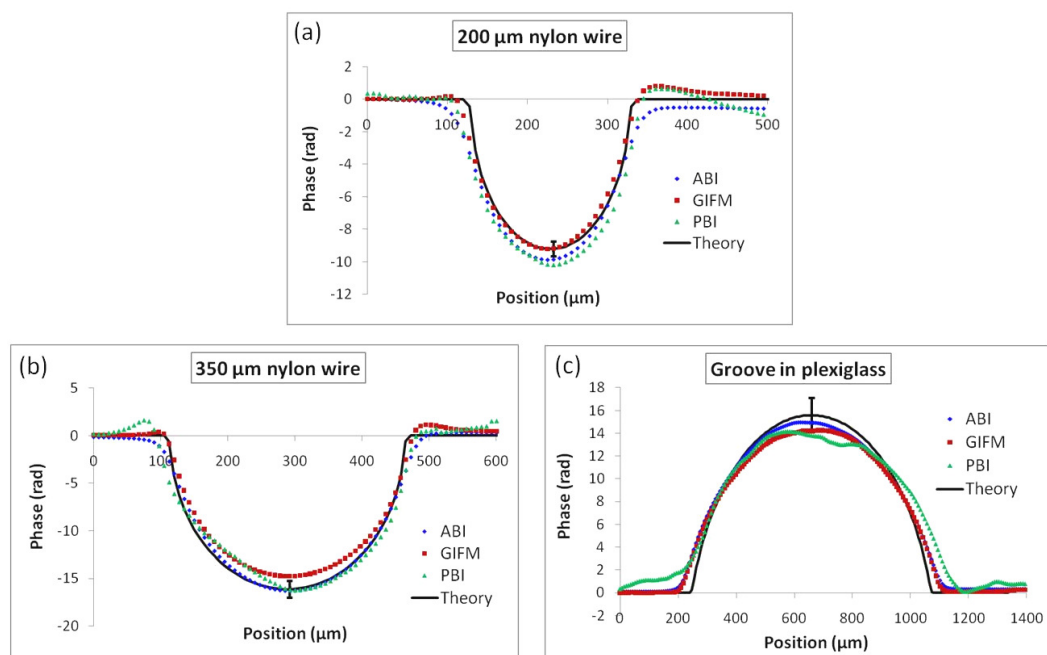 (a)
200 µm nylon wire
2
0
-2
-4
-6
-8
-10
-12
0 100 200 300 400 500
Phase (rad)
ABI
GIFM
PBI
Theory
Position (µm)
(b)
350 µm nylon wire
5
0
-5
-10
-15
-20
0 100 200 300 400 500 600
Phase (rad)
ABI
GIFM
PBI
Theory
Position (µm)
(c)
Groove in plexiglass
18
16
14
12
10
8
6
4
2
0
-2
0 200 400 600 800 1000 1200 1400
Phase (rad)
ABI
GIFM
PBI
Theory
Position (µm)